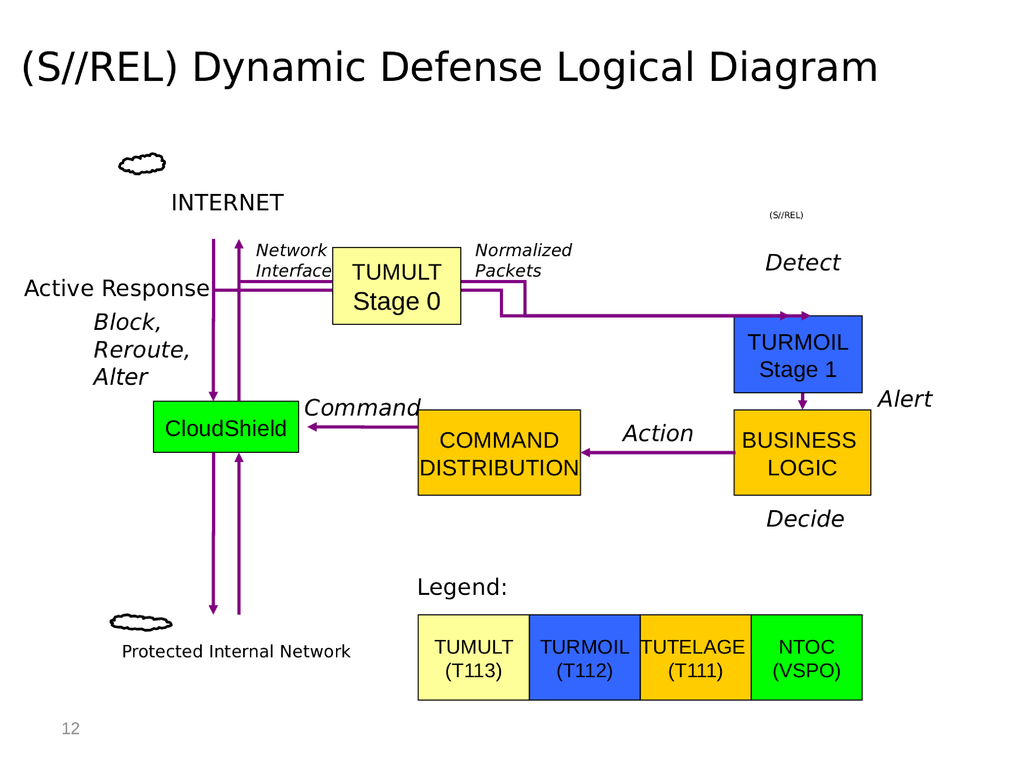 (S//REL) Dynamic Defense Logical Diagram
INTERNET
(S//REL)
Network
Interface
TUMULT
Stage 0
Normalized
Packets
Detect
Active Response
Block,
Reroute,
Alter
TURMOIL
Stage 1
Alert
CloudShield
Command
COMMAND
DISTRIBUTION
Action
BUSINESS
LOGIC
Decide
Legend:
TUMULT
(T113)
TURMOIL
(T112)
TUTELAGE
(T111)
NTOC
(VSPO)
Protected Internal Network
12